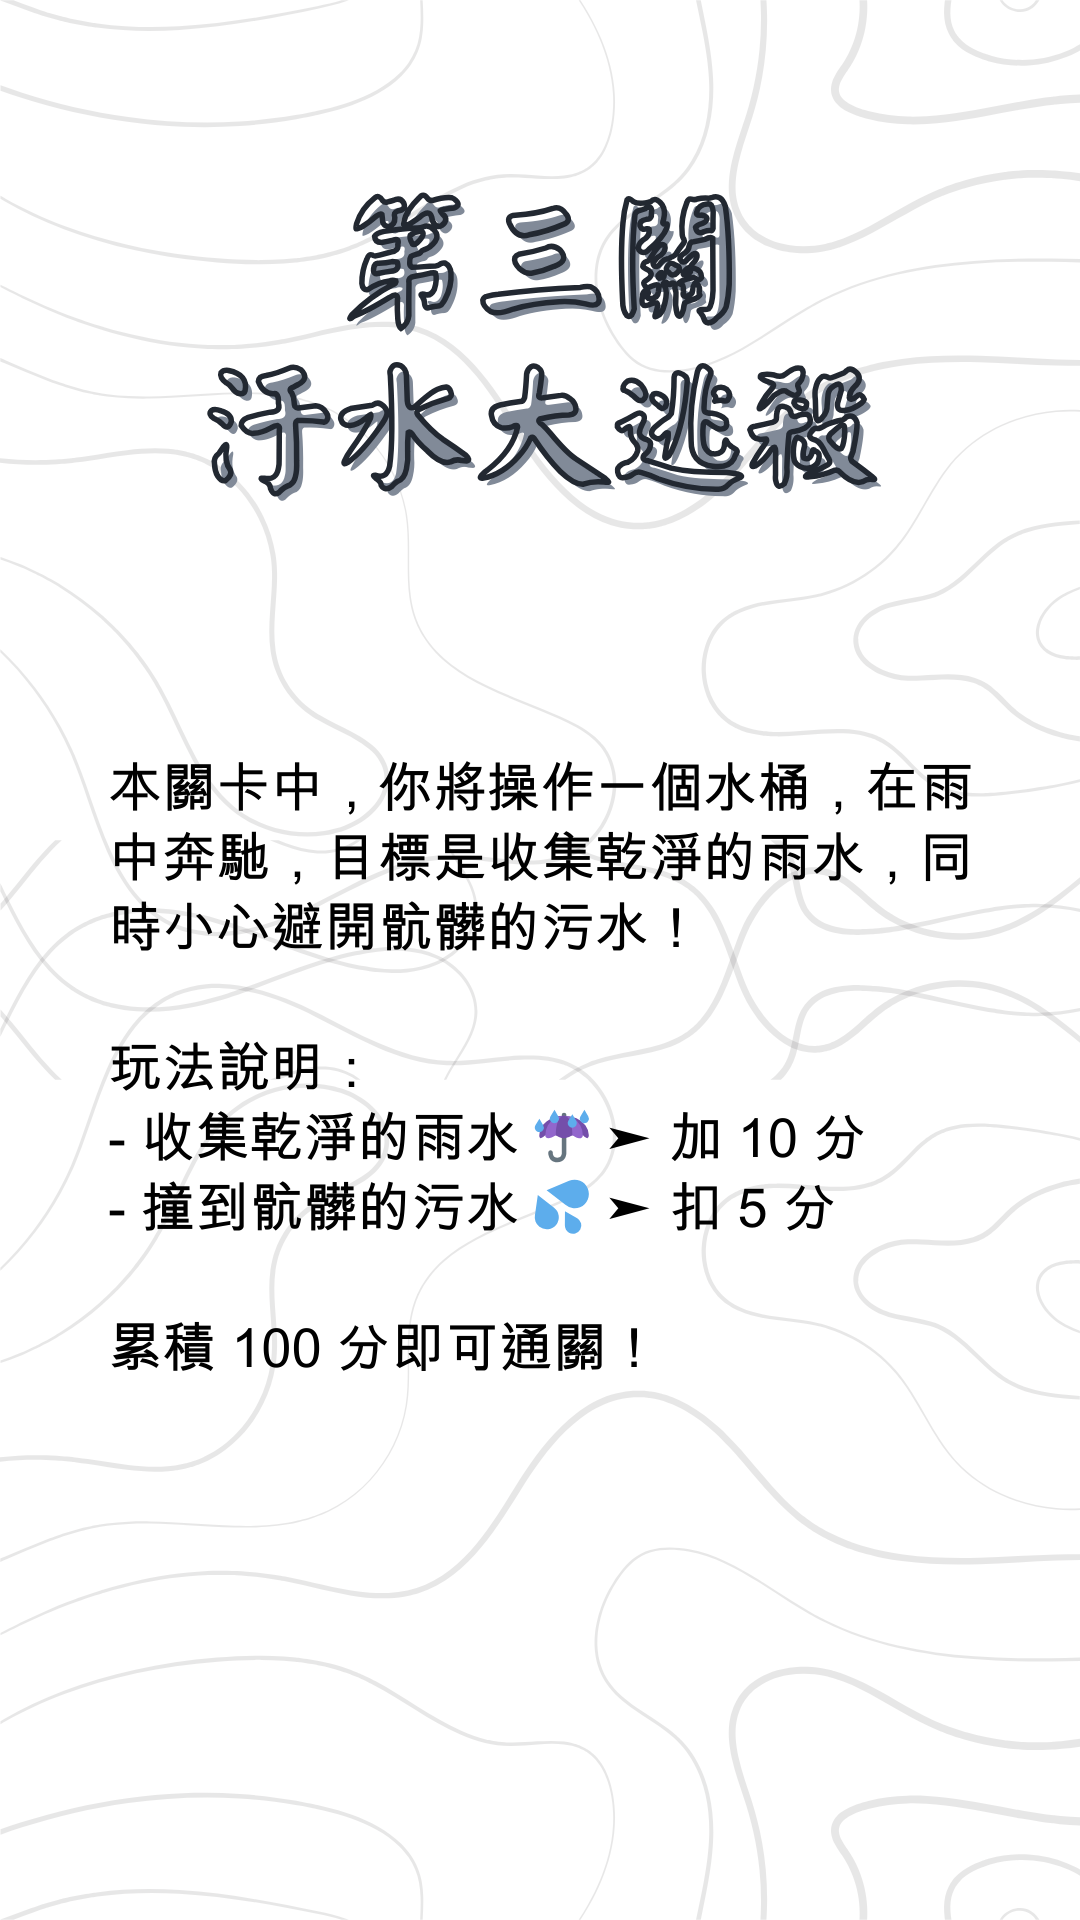 第三關
汙水大逃殺
本關卡中，你將操作一個水桶，在雨
中奔馳，目標是收集乾淨的雨水，同
時小心避開骯髒的污水！
玩法說明：
- 收集乾淨的雨水 ☔ ➤ 加 10 分
- 撞到骯髒的污水 💦 ➤ 扣 5 分
累積 100 分即可通關！